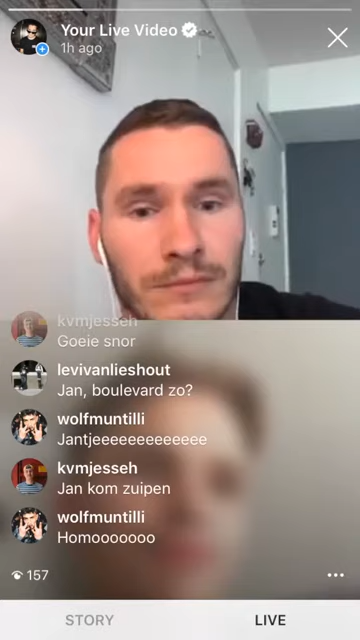 Your Live Video
1h ago
kvmjesseh
Goeie snor
levivanlieshout
Jan, boulevard zo?
wolfmuntilli
Jantjeeeeeeeeeeeee
kvmjesseh
Jan kom zuipen
wolfmuntilli
Homooooooo
157
STORY
LIVE